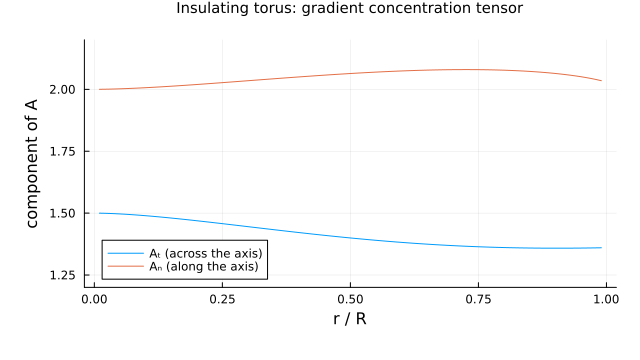 Insulating torus: gradient concentration tensor
component of A
2.00
1.75
1.50
1.25
Aₜ (across the axis)
Aₙ (along the axis)
0.00 0.25 0.50 0.75 1.00
r / R